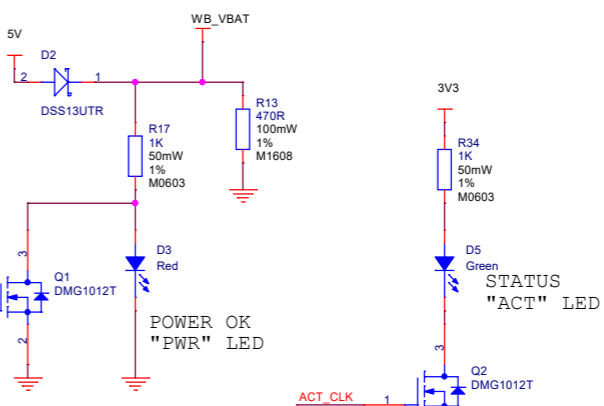 WB_VBAT
5V
D2
2
1
DSS13UTR
R13
470R
100mW
1%
M1608
R17
1K
50mW
1%
M0603
3V3
R34
1K
50mW
1%
M0603
3
Q1
DMG1012T
2
D3
Red
POWER OK
"PWR" LED
D5
Green
STATUS
"ACT" LED
3
Q2
DMG1012T
ACT_CLK
1